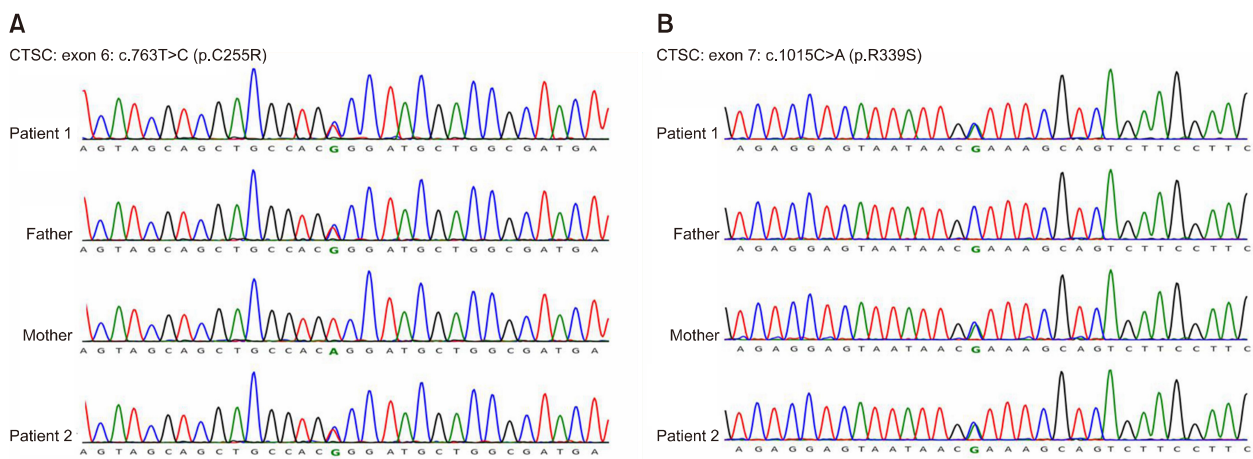 A
CTSC: exon 6: c.763T>C (p.C255R)
Patient 1
A G T A G C A G C T G C C A C G G G A T G C T G G C G A T G A
Father
A G T A G C A G C T G C C A C G G G A T G C T G G C G A T G A
Mother
A G T A G C A G C T G C C A C A G G A T G C T G G C G A T G A
Patient 2
A G T A G C A G C T G C C A C G G G A T G C T G G C G A T G A
B
CTSC: exon 7: c.1015C>A (p.R339S)
Patient 1
A G A G G A G T A A T A A C G A A A G C A G T C T T C C T T C
Father
A G A G G A G T A A T A A C G A A A G C A G T C T T C C T T C
Mother
A G A G G A G T A A T A A C G A A A G C A G T C T T C C T T C
Patient 2
A G A G G A G T A A T A A C G A A A G C A G T C T T C C T T C